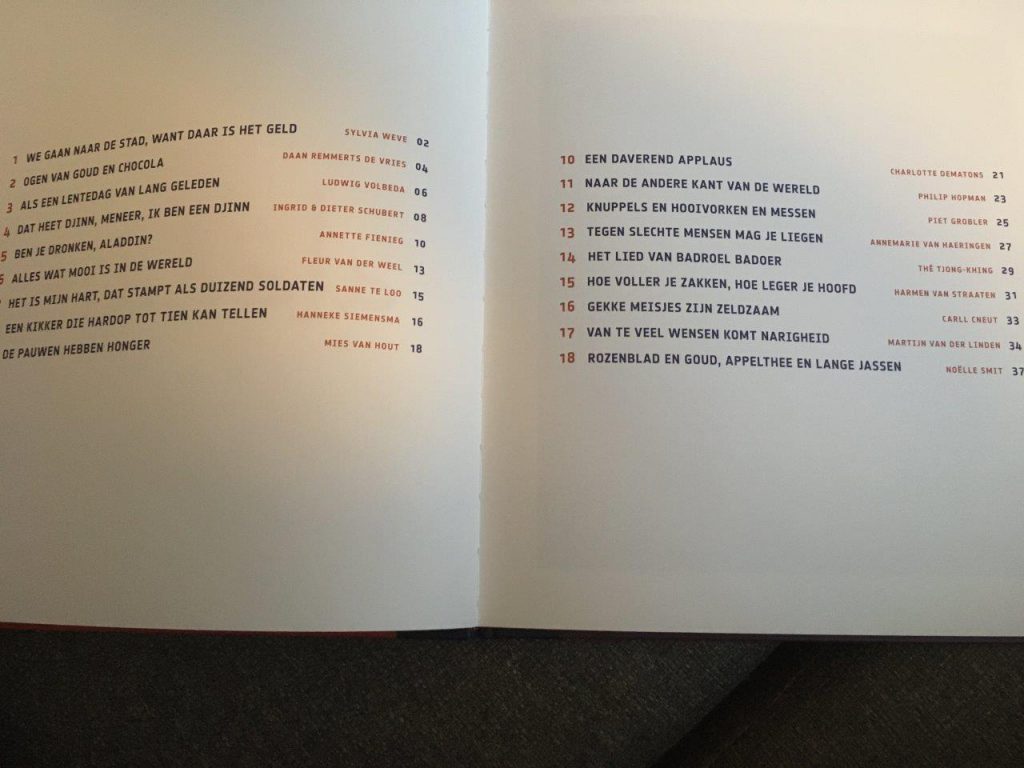 1 WE GAAN NAAR DE STAD, WANT DAAR IS HET GELD SYLVIA WEVE 02
2 OGEN VAN GOUD EN CHOCOLA DAAN REMMERTS DE VRIES 04
3 ALS EEN LENTEDAG VAN LANG GELEDEN LUDWIG VOLBEDA 06
4 DAT HEET DJINN, MENEER, IK BEN EEN DJINN INGRID & DIETER SCHUBERT 08
5 BEN JE DRONKEN, ALADDIN? ANNETTE FIENIEG 10
6 ALLES WAT MOOI IS IN DE WERELD FLEUR VAN DER WEEL 13
HET IS MIJN HART, DAT STAMPT ALS DUIZEND SOLDATEN SANNE TE LOO 15
EEN KIKKER DIE HARDOP TOT TIEN KAN TELLEN HANNEKE SIEMENSMA 16
DE PAUWEN HEBBEN HONGER MIES VAN HOUT 18
10 EEN DAVEREND APPLAUS CHARLOTTE DEMATONS 21
11 NAAR DE ANDERE KANT VAN DE WERELD PHILIP HOPMAN 23
12 KNUPPELS EN HOOIVORKEN EN MESSEN PIET GROBLER 25
13 TEGEN SLECHTE MENSEN MAG JE LIEGEN ANNEMARIE VAN HAERINGEN 27
14 HET LIED VAN BADROEL BADOER THÉ TJONG-KHING 29
15 HOE VOLLER JE ZAKKEN, HOE LEGER JE HOOFD HARMEN VAN STRAATEN 31
16 GEKKE MEISJES ZIJN ZELDZAAM CARLL CNEUT 33
17 VAN TE VEEL WENSEN KOMT NARIGHEID MARTIJN VAN DER LINDEN 34
18 ROZENBLAD EN GOUD, APPELTHEE EN LANGE JASSEN NOËLLE SMIT 37